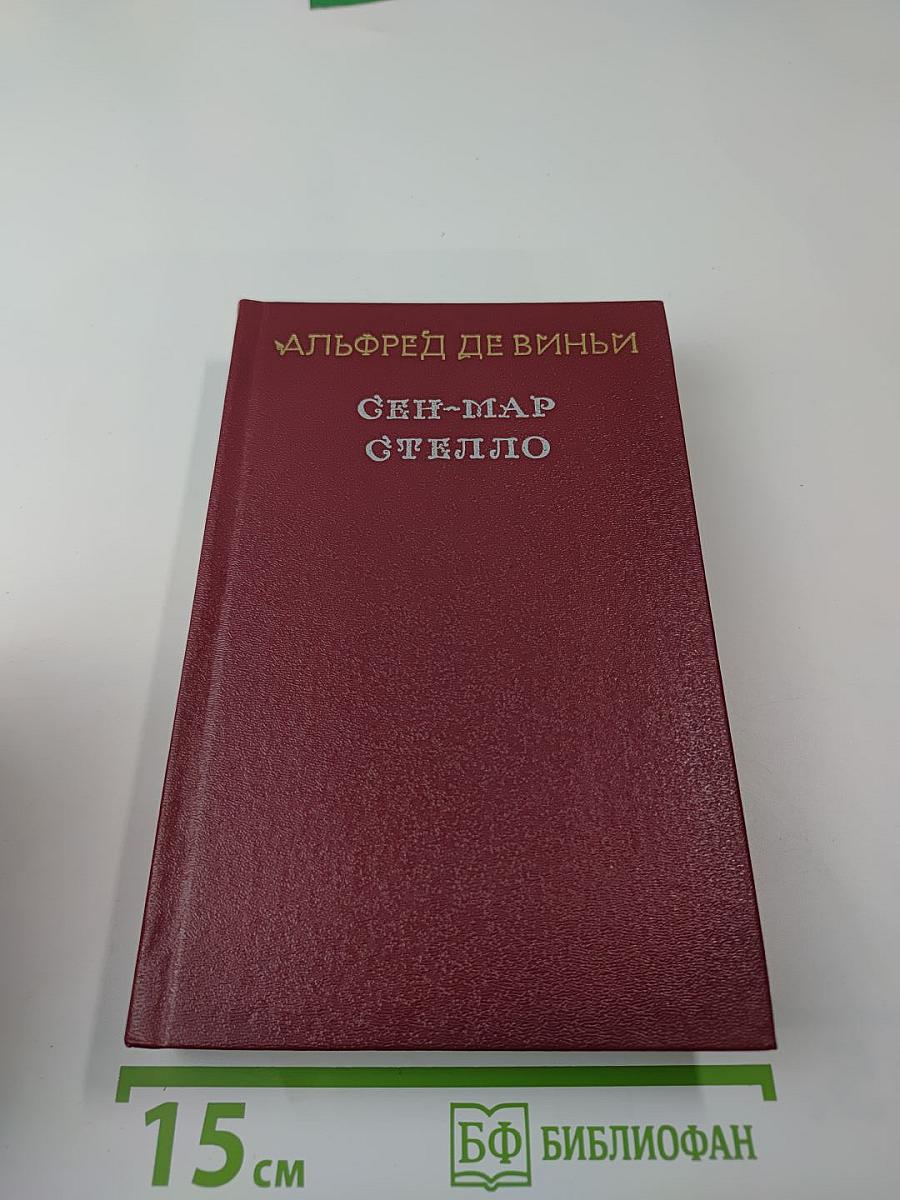 АЛЬФРЕД ДЕ ВИНЬИ
СЕН-МАР
СТЕЛЛО
15 см
БФ БИБЛИОФАН